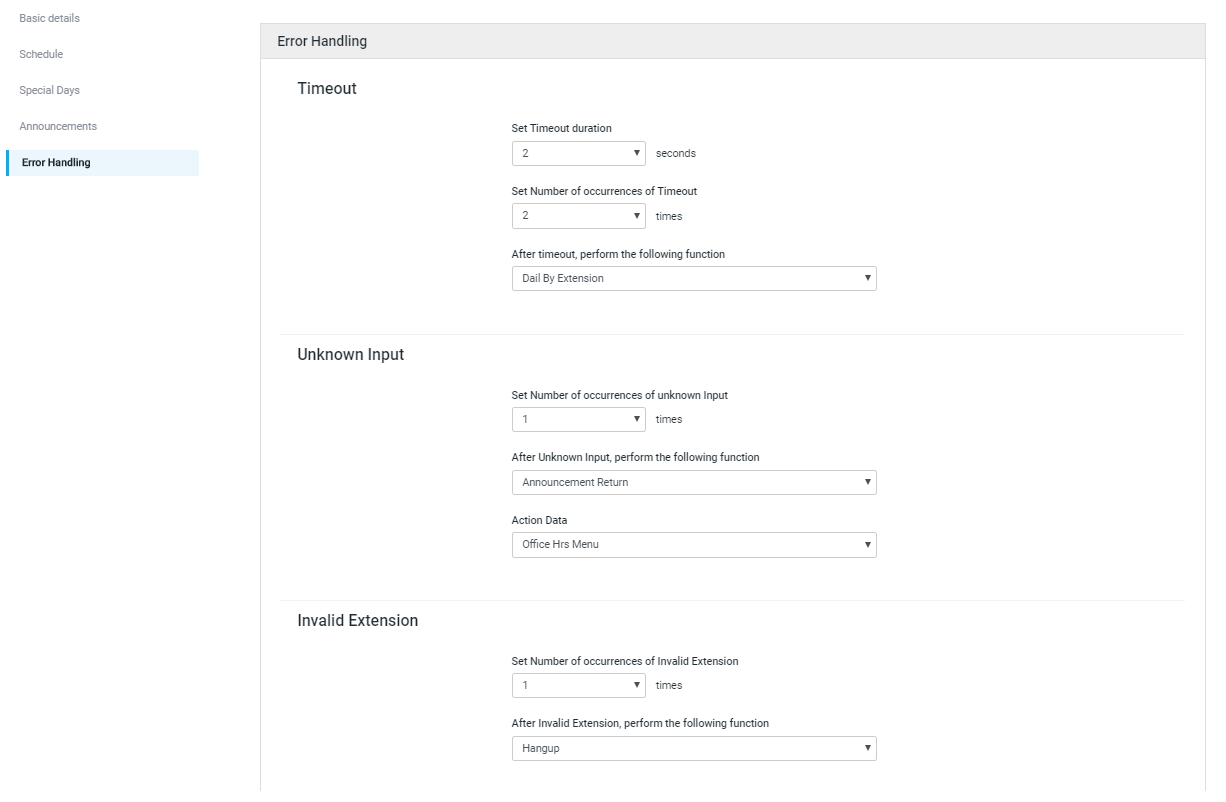 Basic details
Schedule
Special Days
Announcements
Error Handling
Error Handling
Timeout
Set Timeout duration
2 seconds
Set Number of occurrences of Timeout
2 times
After timeout, perform the following function
Dail By Extension
Unknown Input
Set Number of occurrences of unknown Input
1 times
After Unknown Input, perform the following function
Announcement Return
Action Data
Office Hrs Menu
Invalid Extension
Set Number of occurrences of Invalid Extension
1 times
After Invalid Extension, perform the following function
Hangup